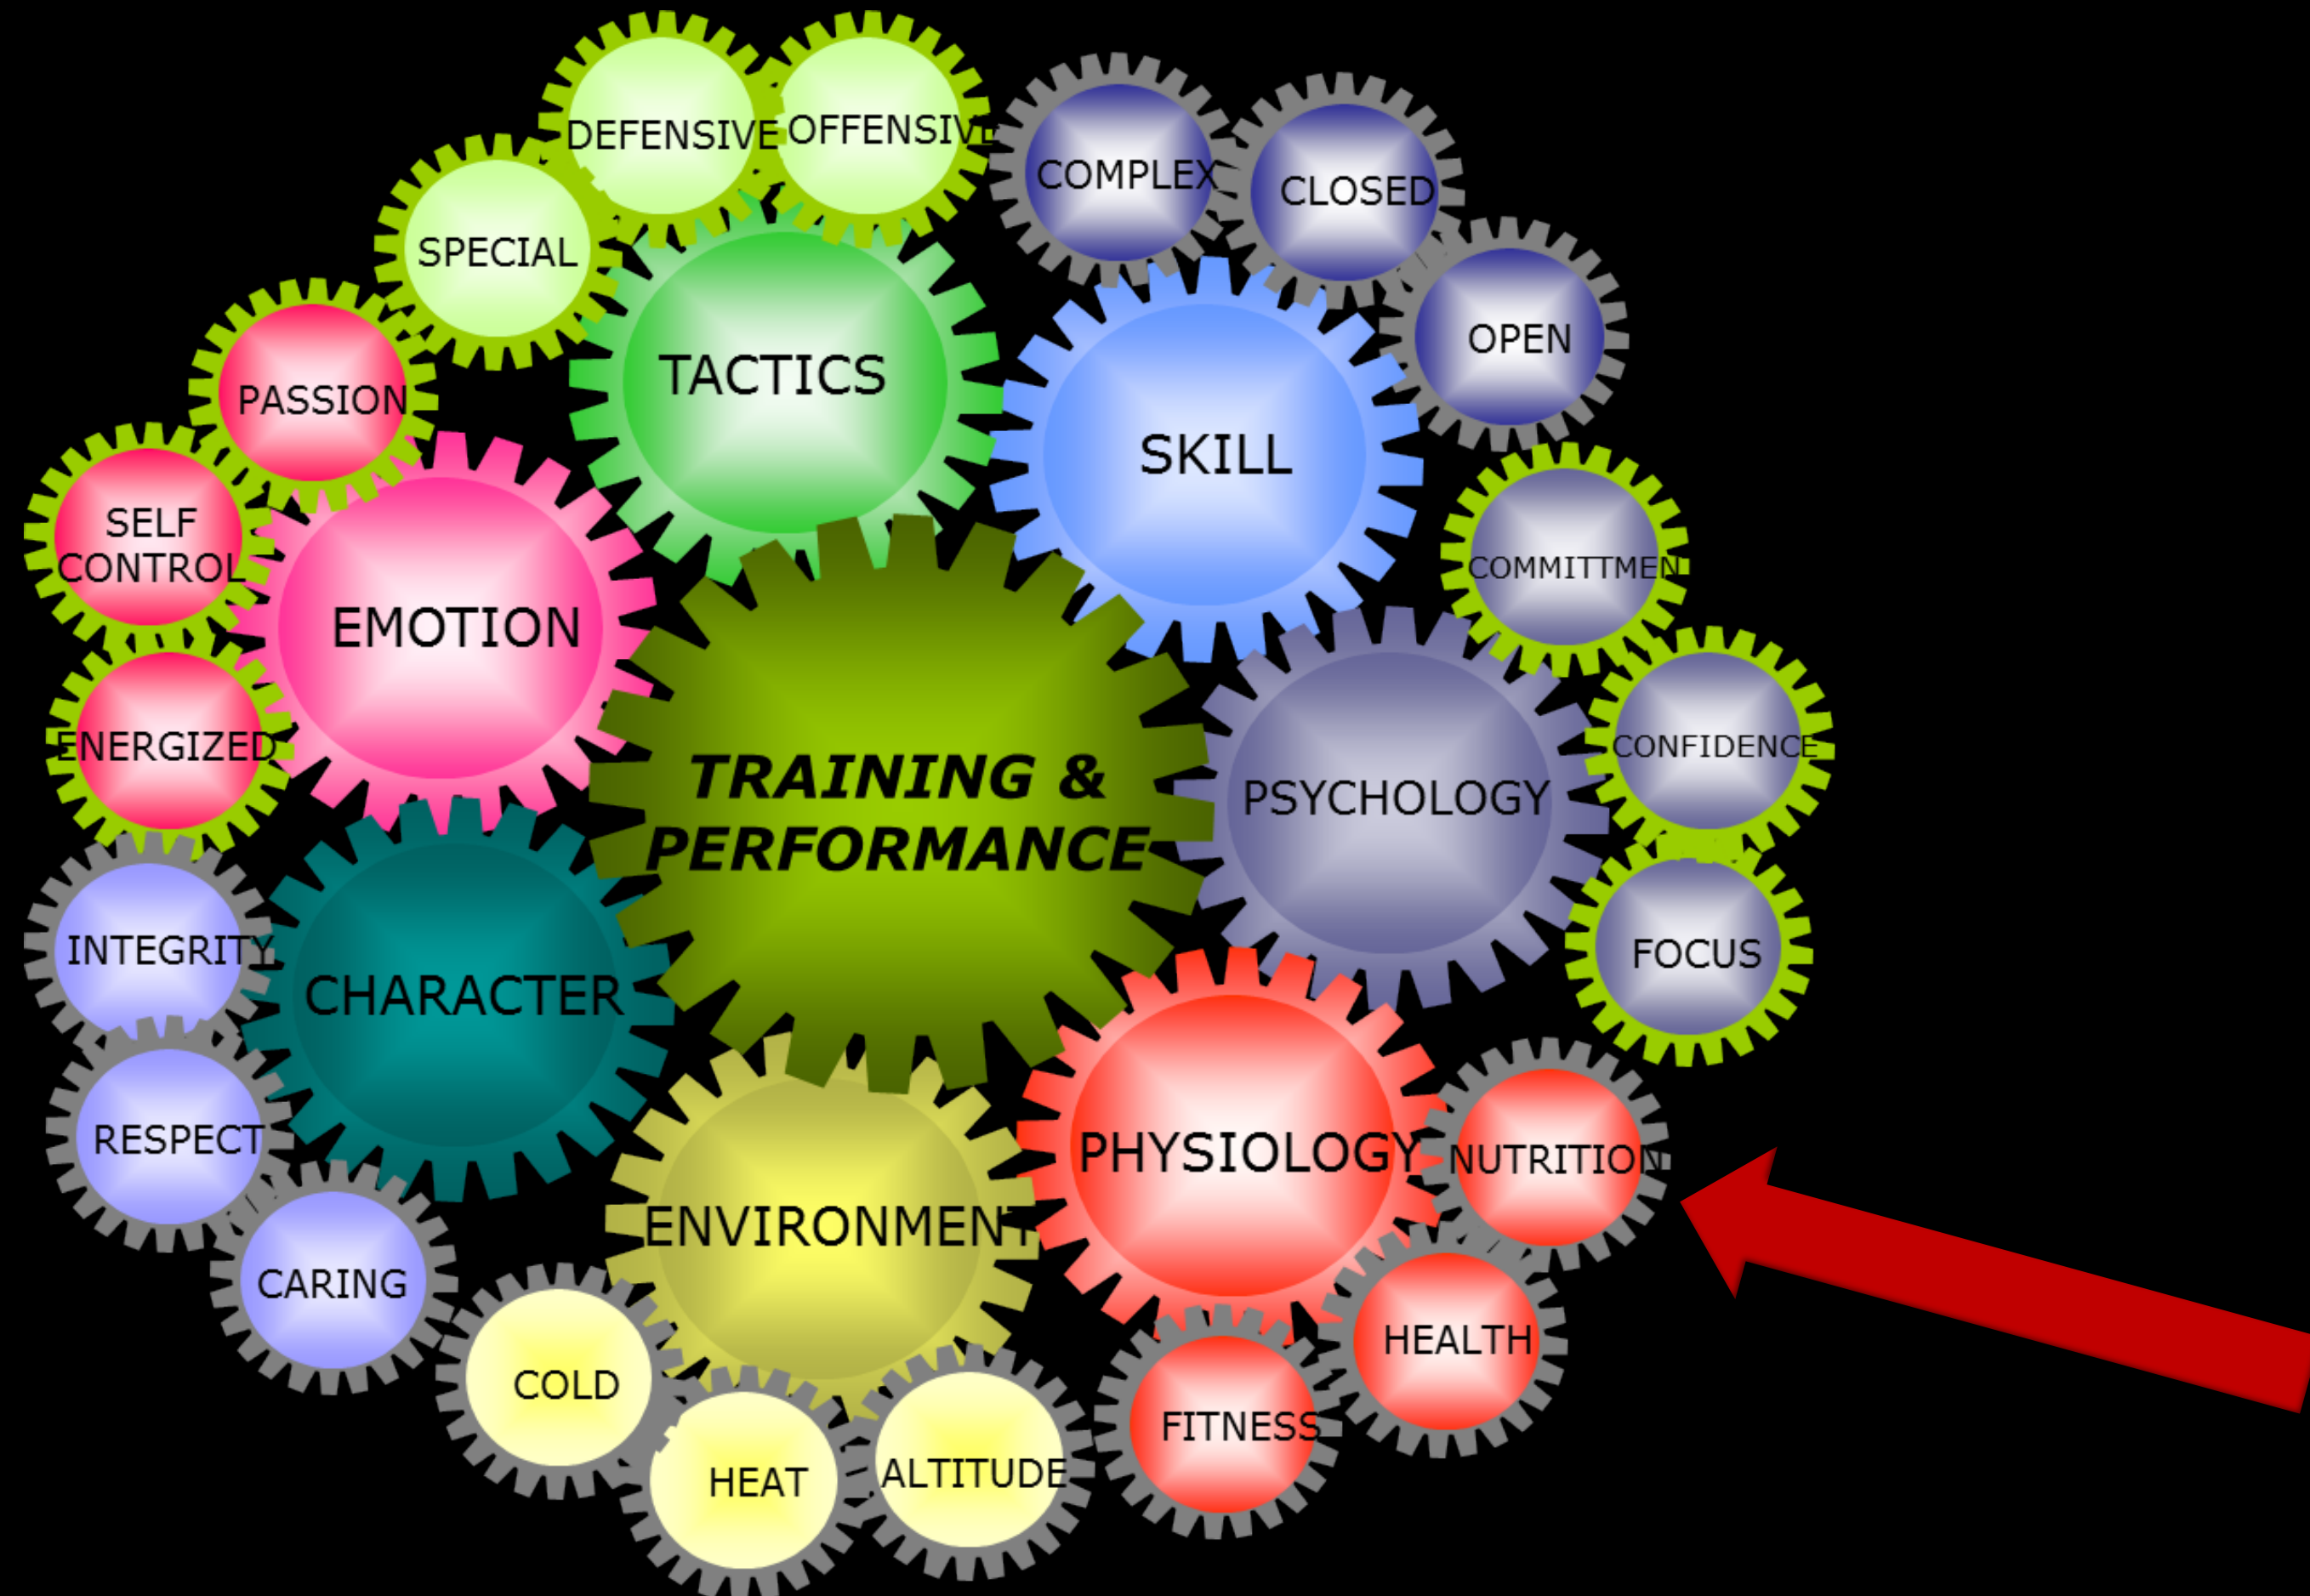 DEFENSIVE
OFFENSIVE
COMPLEX
CLOSED
SPECIAL
OPEN
PASSION
TACTICS
SKILL
SELF
CONTROL
EMOTION
COMMITTMEN
ENERGIZED
TRAINING &
PERFORMANCE
PSYCHOLOGY
CONFIDENCE
INTEGRITY
CHARACTER
FOCUS
RESPECT
PHYSIOLOGY
NUTRITION
ENVIRONMENT
CARING
HEALTH
COLD
FITNESS
HEAT
ALTITUDE